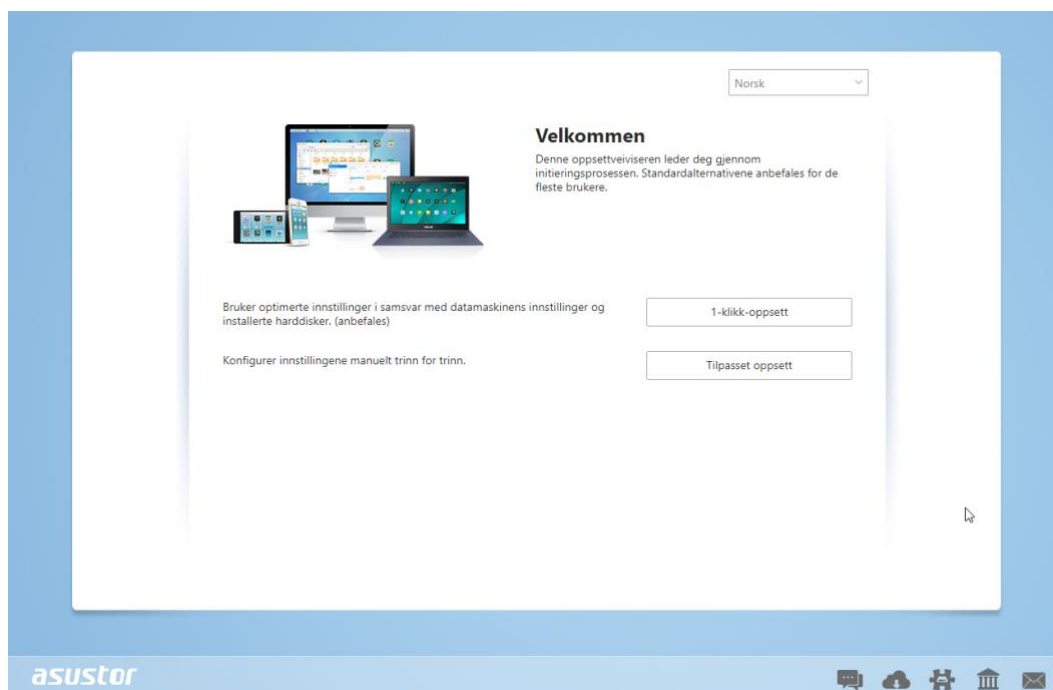 Norsk
Velkommen
Denne oppsettveiviseren leder deg gjennom
initieringsprosessen. Standardalternativene anbefales for de
fleste brukere.
Bruker optimerte innstillinger i samsvar med datamaskinens innstillinger og
installerte harddisker. (anbefales)
1-klikk-oppsett
Konfigurer innstillingene manuelt trinn for trinn.
Tilpasset oppsett
asustor